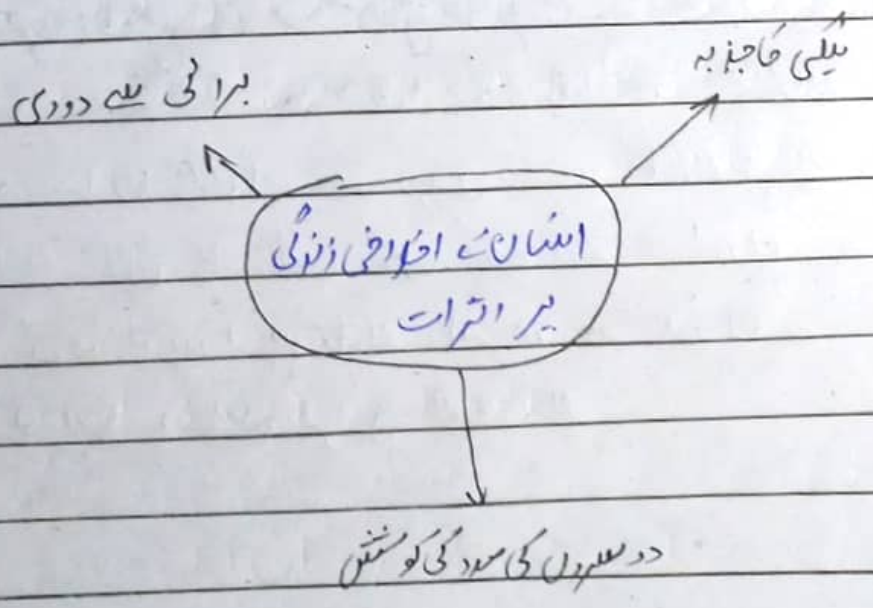 نیکی کا جذبہ
برائی سے دوری
انسان کے اخلاقی زندگی
پر اثرات
دوسروں کی مدد کی کوشش